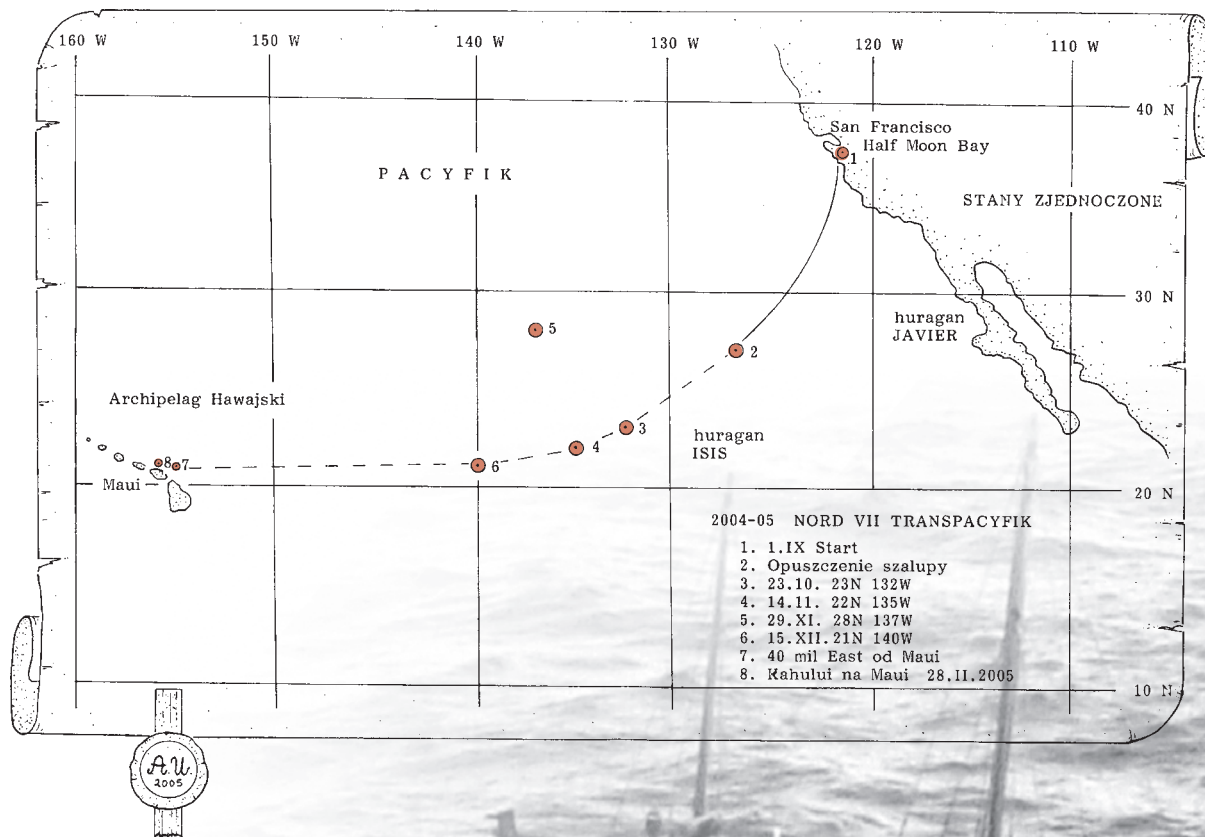 160 W 150 W 140 W 130 W 120 W 110 W
40 N
San Francisco
Half Moon Bay
1
PACYFIK
STANY ZJEDNOCZONE
30 N
huragan
JAVIER
5
2
Archipelag Hawajski
3
huragan
ISIS
4
8 7
6
Maui
20 N
2004-05 NORD VII TRANSPACYFIK
1. 1.IX Start
2. Opuszczenie szalupy
3. 23.10. 23N 132W
4. 14.11. 22N 135W
5. 29.XI. 28N 137W
6. 15.XII.21N 140W
7. 40 mil East od Maui
8. Kahului na Maui 28.II.2005
10 N
A.U.
2005